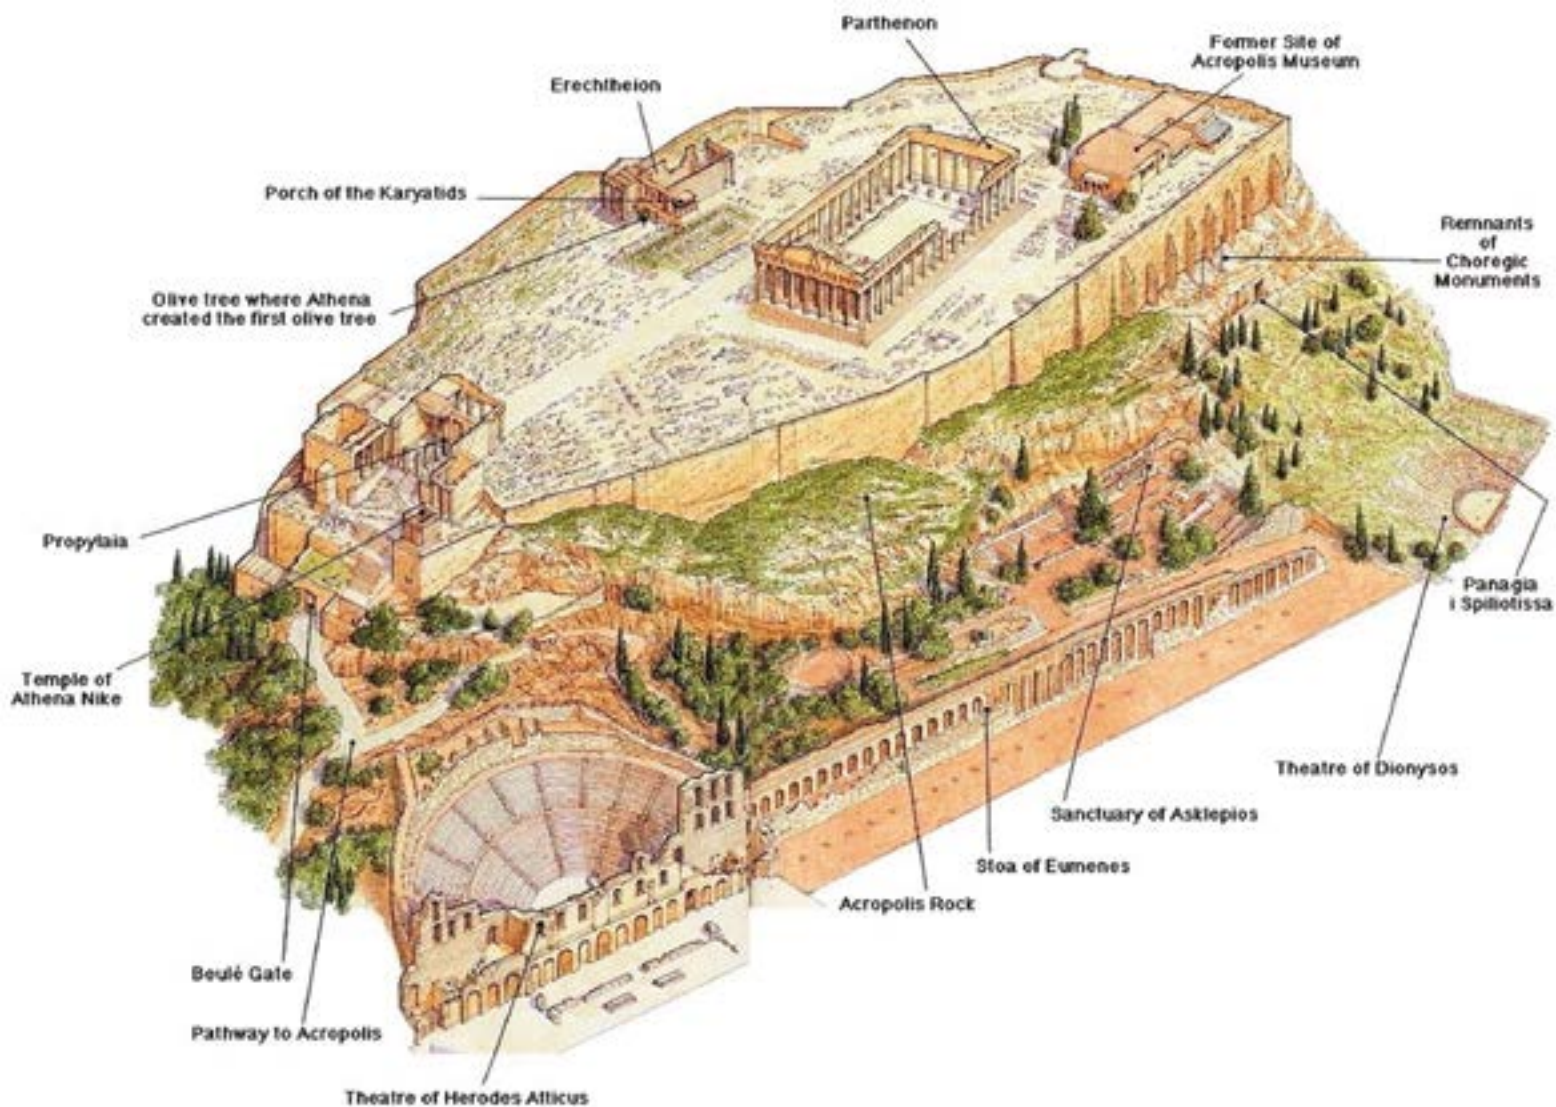 Parthenon
Former Site of
Acropolis Museum
Erechtheion
Porch of the Karyatids
Remnants
of
Choregic
Monuments
Olive tree where Athena
created the first olive tree
Propylaia
Panagia
i Spiliotissa
Temple of
Athena Nike
Theatre of Dionysos
Sanctuary of Asklepios
Stoa of Eumenes
Acropolis Rock
Beulé Gate
Pathway to Acropolis
Theatre of Herodes Atticus